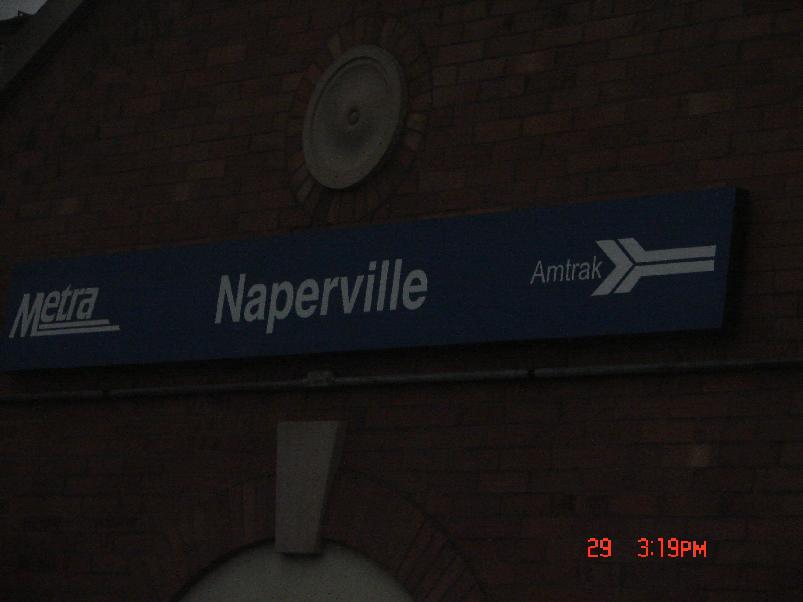 Metra
Naperville
Amtrak
29 3:19PM